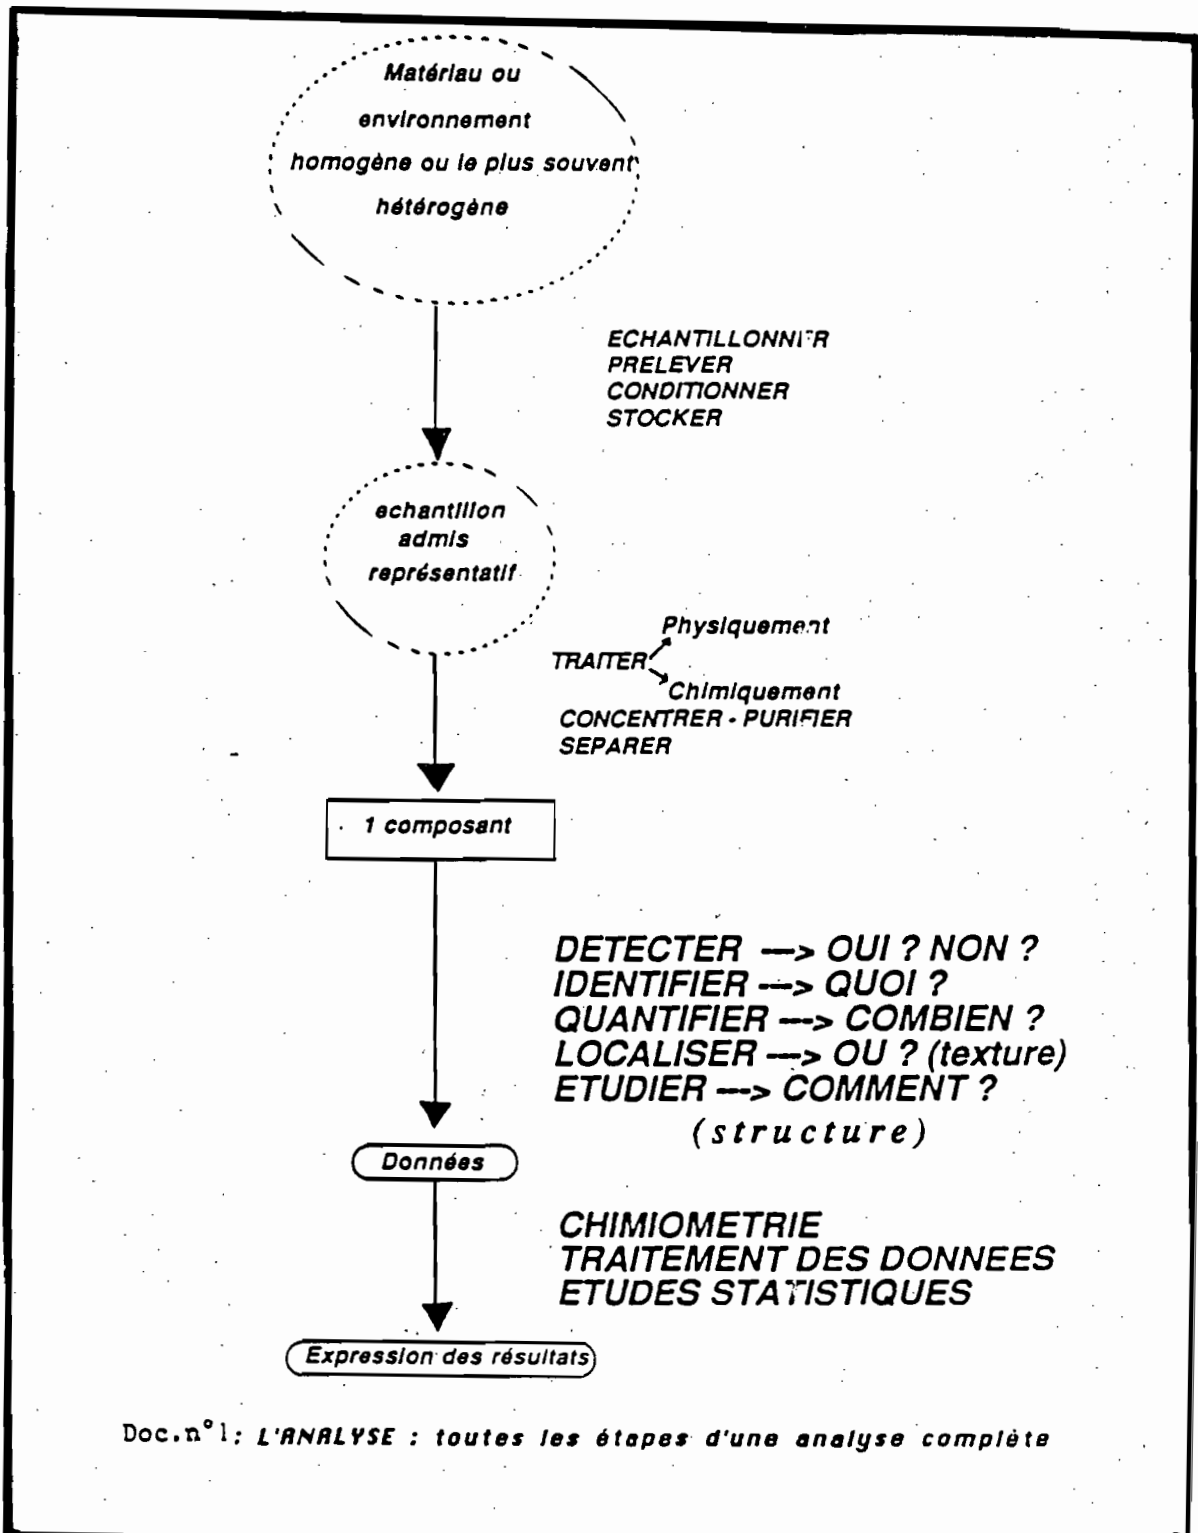 Matériau ou
environnement
homogène ou le plus souvent
hétérogène
ECHANTILLONNER
PRELEVER
CONDITIONNER
STOCKER
echantillon
admis
représentatif
Physiquement
TRAITER
Chimiquement
CONCENTRER - PURIFIER
SEPARER
1 composant
DETECTER ---> OUI ? NON ?
IDENTIFIER ---> QUOI ?
QUANTIFIER ---> COMBIEN ?
LOCALISER ---> OU ? (texture)
ETUDIER ---> COMMENT ?
(structure)
Données
CHIMIOMETRIE
TRAITEMENT DES DONNEES
ETUDES STATISTIQUES
Expression des résultats
Doc.n°1: L'ANALYSE : toutes les étapes d'une analyse complète